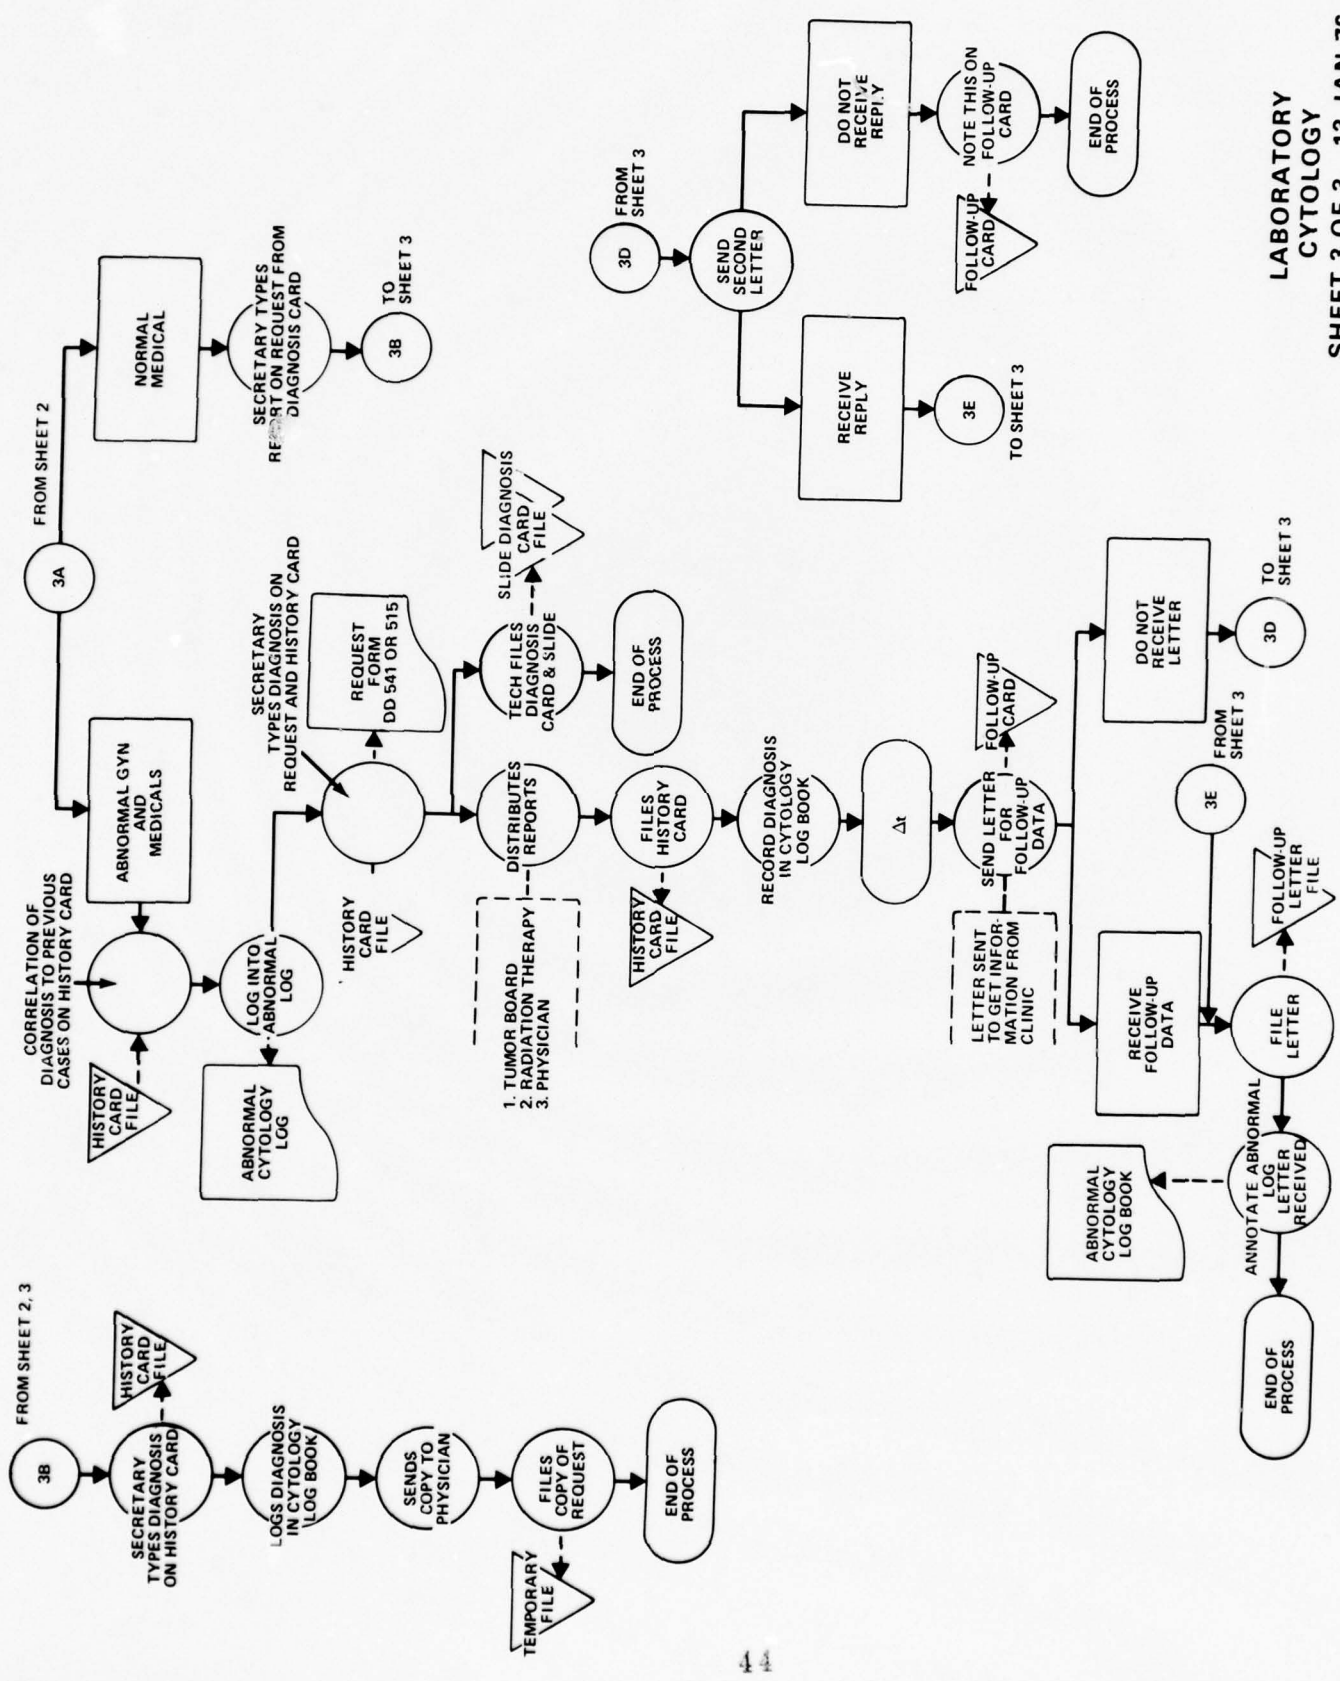 FROM SHEET 2, 3
3B
SECRETARY
TYPES DIAGNOSIS
ON HISTORY CARD
HISTORY
CARD
FILE
LOGS DIAGNOSIS
IN CYTOLOGY
LOG BOOK
SENDS
COPY TO
PHYSICIAN
FILES
COPY OF
REQUEST
TEMPORARY
FILE
END OF
PROCESS
FROM SHEET 2
3A
ABNORMAL GYN
AND
MEDICALS
CORRELATION OF
DIAGNOSIS TO PREVIOUS
CASES ON HISTORY CARD
HISTORY
CARD
FILE
LOG INTO
ABNORMAL
LOG
ABNORMAL
CYTOLOGY
LOG
SECRETARY
TYPES DIAGNOSIS ON
REQUEST AND HISTORY CARD
HISTORY
CARD
FILE
REQUEST
FORM
DD 541 OR 515
DISTRIBUTES
REPORTS
1. TUMOR BOARD
2. RADIATION THERAPY
3. PHYSICIAN
TECH FILES
DIAGNOSIS
CARD & SLIDE
SLIDE DIAGNOSIS
CARD
FILE
END OF
PROCESS
FILES
HISTORY
CARD
HISTORY
CARD
FILE
RECORD DIAGNOSIS
IN CYTOLOGY
LOG BOOK
Δt
SEND LETTER
FOR
FOLLOW-UP
DATA
FOLLOW-UP
CARD
LETTER SENT
TO GET INFOR-
MATION FROM
CLINIC
RECEIVE
FOLLOW-UP
DATA
3E
FROM
SHEET 3
DO NOT
RECEIVE
LETTER
3D
TO
SHEET 3
FILE
LETTER
FOLLOW-UP
LETTER
FILE
ANNOTATE ABNORMAL
LOG
LETTER
RECEIVED
ABNORMAL
CYTOLOGY
LOG BOOK
END OF
PROCESS
NORMAL
MEDICAL
SECRETARY TYPES
ON REQUEST FROM
DIAGNOSIS CARD
3B
TO
SHEET 3
3D
FROM
SHEET 3
SEND
SECOND
LETTER
RECEIVE
REPLY
3E
TO SHEET 3
DO NOT
RECEIVE
REPLY
NOTE THIS ON
FOLLOW-UP
CARD
FOLLOW-UP
CARD
END OF
PROCESS
LABORATORY
CYTOLOGY
44